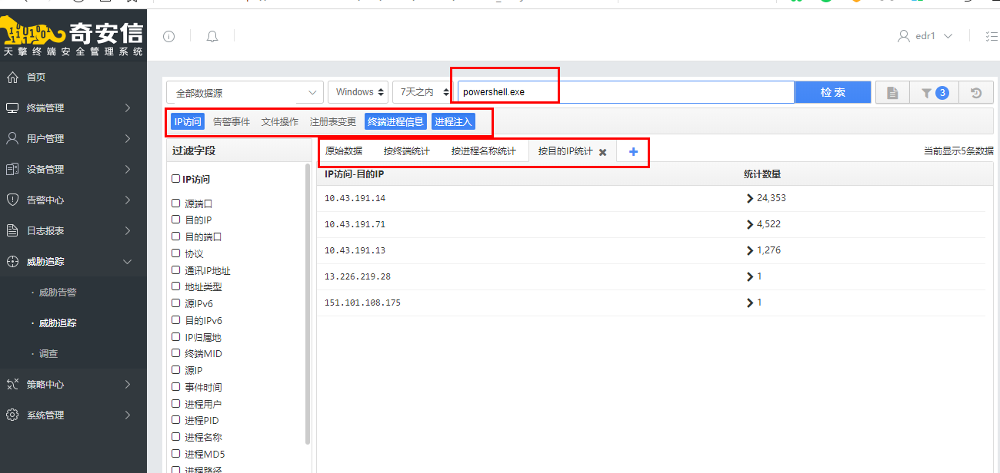 奇安信
天擎终端安全管理系统
edr1
首页
终端管理
用户管理
设备管理
告警中心
日志报表
威胁追踪
· 威胁告警
· 威胁追踪
· 调查
策略中心
系统管理
全部数据源 Windows 7天之内 powershell.exe 检索 3
IP访问 告警事件 文件操作 注册表变更 终端进程信息 进程注入
过滤字段
IP访问
源端口
目的IP
目的端口
协议
通讯IP地址
地址类型
源IPv6
目的IPv6
IP归属地
终端MID
源IP
事件时间
进程用户
进程PID
进程名称
进程MD5
进程路径
原始数据 按终端统计 按进程名称统计 按目的IP统计 当前显示5条数据
IP访问-目的IP 统计数量
10.43.191.14 24,353
10.43.191.71 4,522
10.43.191.13 1,276
13.226.219.28 1
151.101.108.175 1